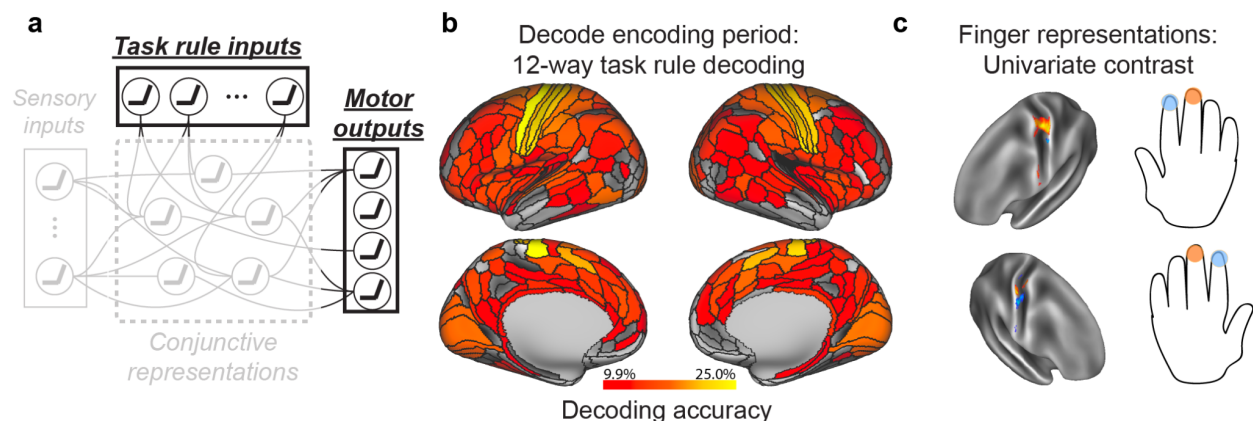 a
Task rule inputs
...
Sensory
inputs
Motor
outputs
Conjunctive
representations
b
Decode encoding period:
12-way task rule decoding
9.9%
25.0%
Decoding accuracy
c
Finger representations:
Univariate contrast